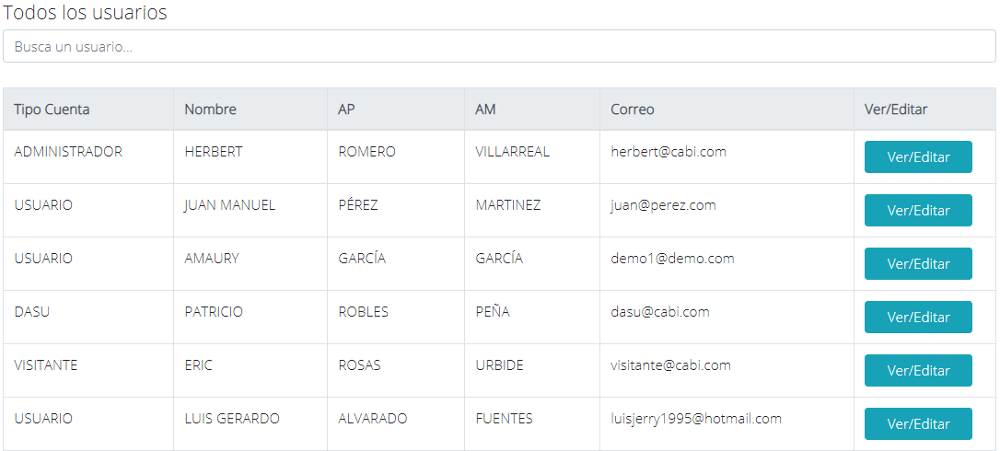 Todos los usuarios
Busca un usuario...
Tipo Cuenta Nombre AP AM Correo Ver/Editar
ADMINISTRADOR HERBERT ROMERO VILLARREAL herbert@cabi.com Ver/Editar
USUARIO JUAN MANUEL PÉREZ MARTINEZ juan@perez.com Ver/Editar
USUARIO AMAURY GARCÍA GARCÍA demo1@demo.com Ver/Editar
DASU PATRICIO ROBLES PEÑA dasu@cabi.com Ver/Editar
VISITANTE ERIC ROSAS URBIDE visitante@cabi.com Ver/Editar
USUARIO LUIS GERARDO ALVARADO FUENTES luisjerry1995@hotmail.com Ver/Editar